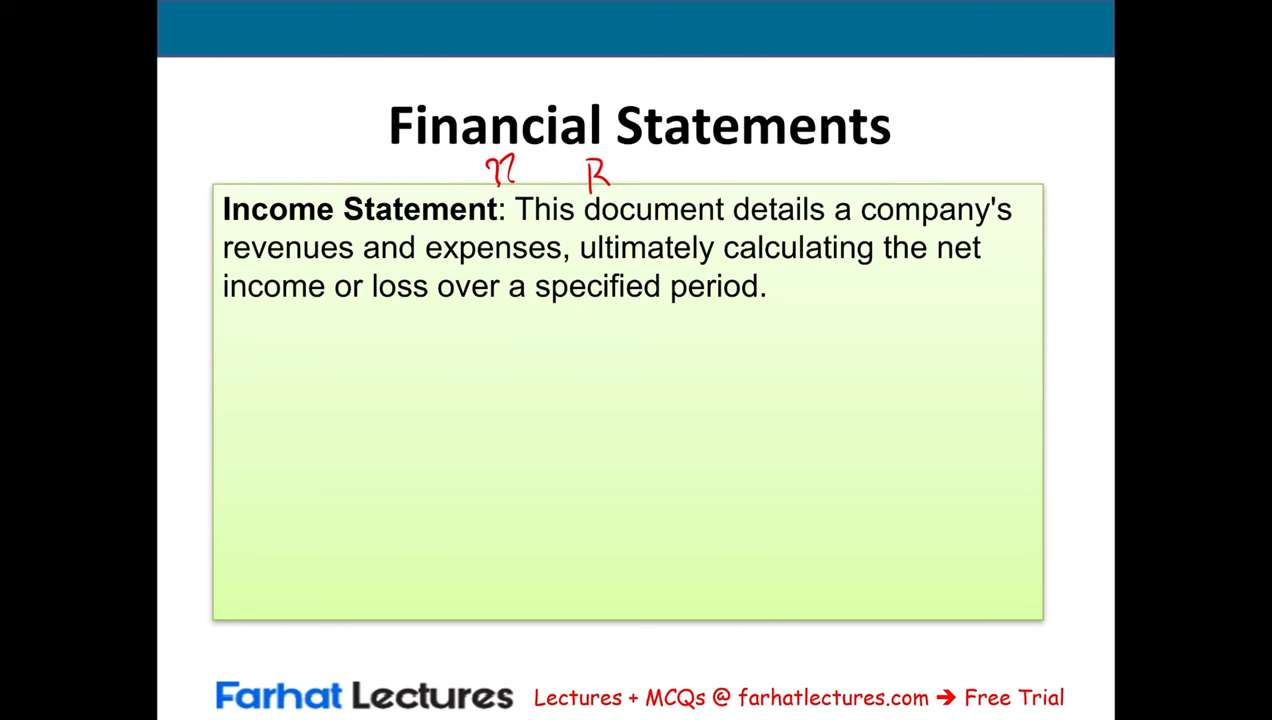 Financial Statements
R
Income Statement: This document details a company's
revenues and expenses, ultimately calculating the net
income or loss over a specified period.
Farhat Lectures
Lectures + MCQs @ farhatlectures.com → Free Trial